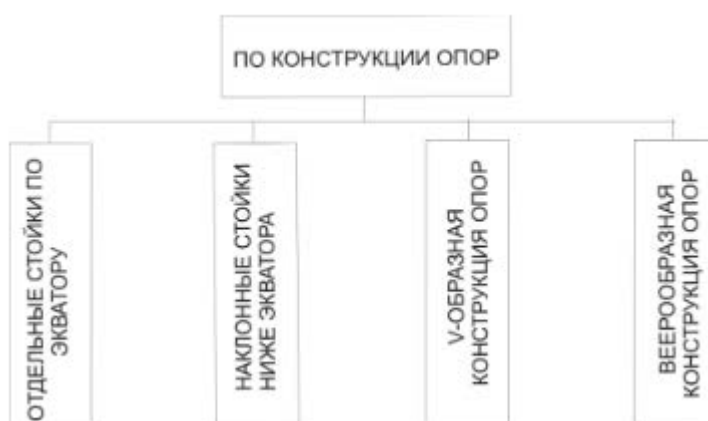 ПО КОНСТРУКЦИИ ОПОР
ОТДЕЛЬНЫЕ СТОЙКИ ПО
ЭКВАТОРУ
НАКЛОННЫЕ СТОЙКИ
НИЖЕ ЭКВАТОРА
V-ОБРАЗНАЯ
КОНСТРУКЦИЯ ОПОР
ВЕЕРООБРАЗНАЯ
КОНСТРУКЦИЯ ОПОР